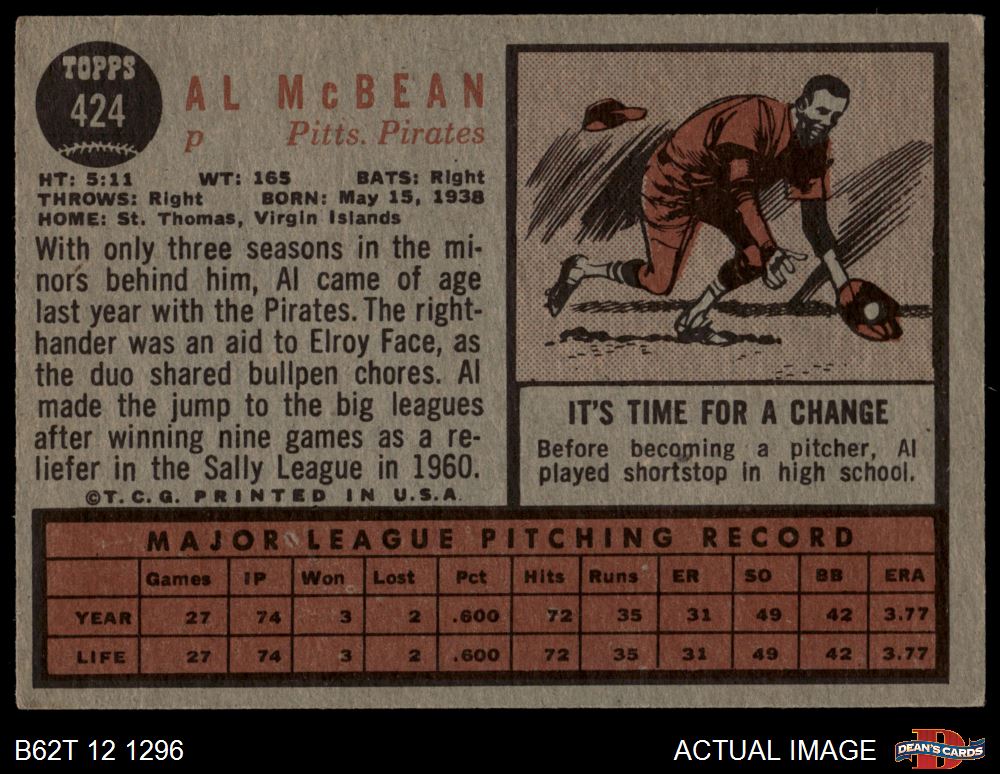 TOPPS
424
AL McBEAN
p Pitts. Pirates
HT: 5:11 WT: 165 BATS: Right
THROWS: Right BORN: May 15, 1938
HOME: St. Thomas, Virgin Islands
With only three seasons in the mi-
nors behind him, Al came of age
last year with the Pirates. The right-
hander was an aid to Elroy Face, as
the duo shared bullpen chores. Al
made the jump to the big leagues
after winning nine games as a re-
liefer in the Sally League in 1960.
©T.C.G. PRINTED IN U.S.A.
IT'S TIME FOR A CHANGE
Before becoming a pitcher, Al
played shortstop in high school.
MAJOR LEAGUE PITCHING RECORD
Games IP Won Lost Pct Hits Runs ER SO BB ERA
YEAR 27 74 3 2 .600 72 35 31 49 42 3.77
LIFE 27 74 3 2 .600 72 35 31 49 42 3.77
B62T 12 1296 ACTUAL IMAGE DEAN'S CARDS